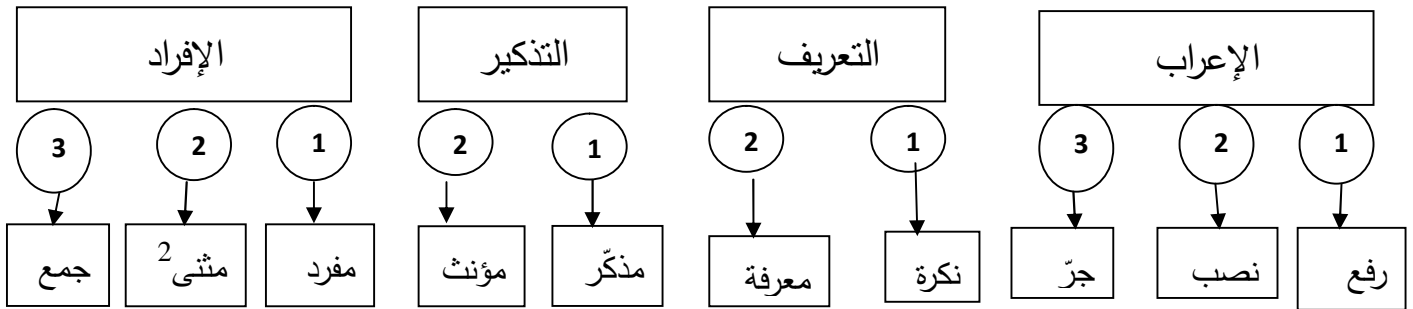 الإعراب التعريف التذكير الإفراد
1 2 3 1 2 1 2 1 2 3
رفع نصب جرّ نكرة معرفة مذكّر مؤنث مفرد مثنى2 جمع